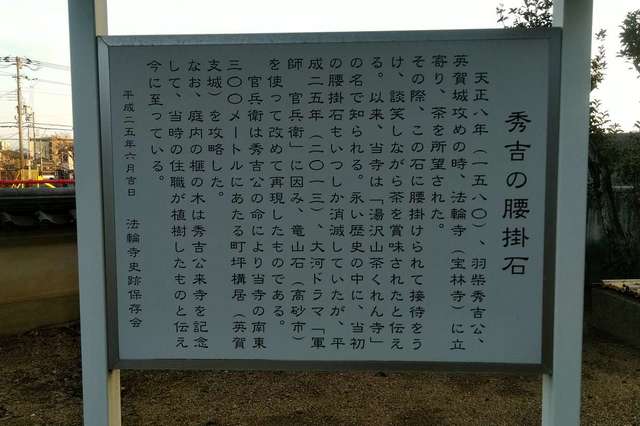 秀吉の腰掛石
天正八年(一五八〇)、羽柴秀吉公、
英賀城攻めの時、法輪寺(宝林寺)に立
寄り、茶を所望された。
その際、この石に腰掛けられて接待をう
け、談笑しながら茶を賞味されたと伝え
る。以来、当寺は「湯沢山茶くれん寺」
の名で知られる。永い歴史の中に、当初
の腰掛石もいつしか消滅していたが、平
成二五年(二〇一三)、大河ドラマ「軍
師 官兵衛」に因み、竜山石(高砂市)
を使って改めて再現したものである。
官兵衛は秀吉公の命により当寺の南東
三〇〇メートルにあたる町坪構居(英賀
支城)を攻略した。
なお、庭内の榧の木は秀吉公来寺を記念
して、当時の住職が植樹したものと伝え
今に至っている。
平成二五年六月吉日 法輪寺史跡保存会